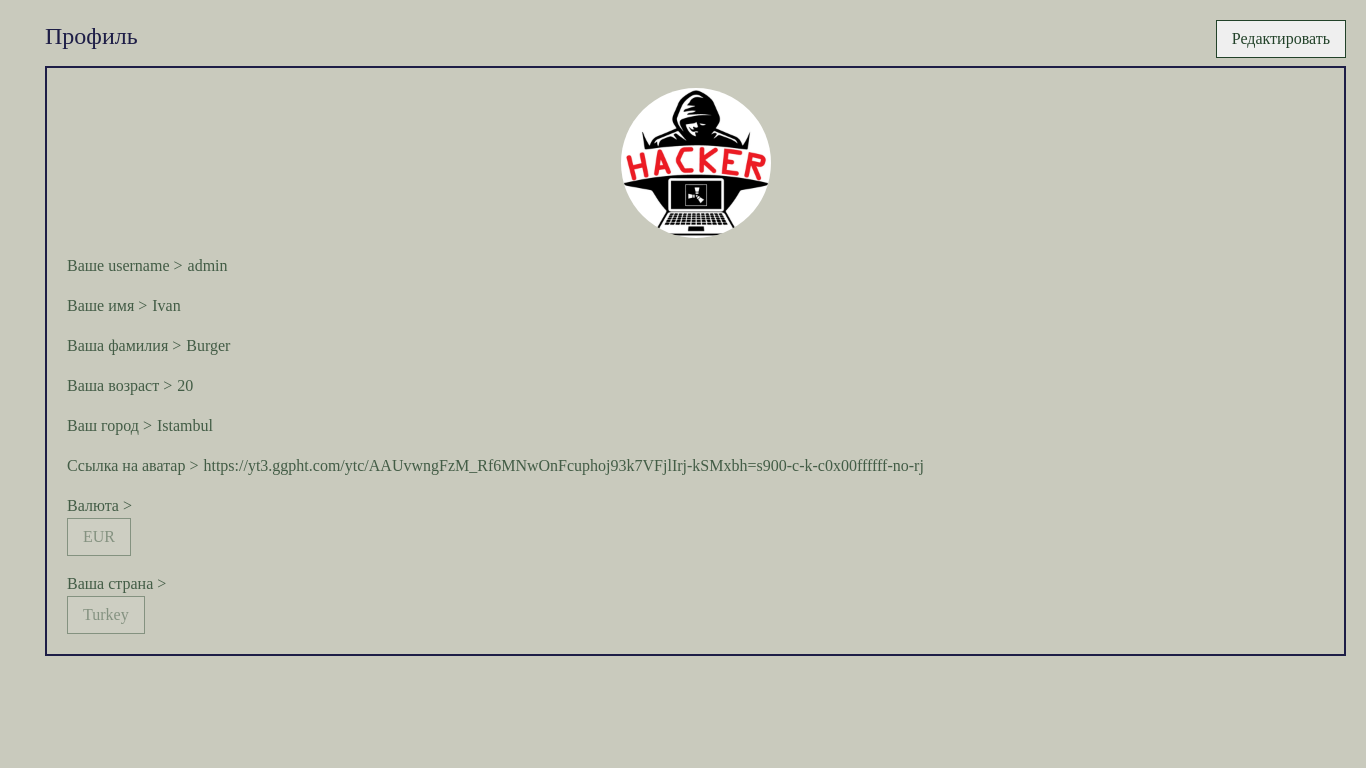 Профиль
Редактировать
HACKER
Ваше username > admin
Ваше имя > Ivan
Ваша фамилия > Burger
Ваша возраст > 20
Ваш город > Istambul
Ссылка на аватар > https://yt3.ggpht.com/ytc/AAUvwngFzM_Rf6MNwOnFcuphoj93k7VFjlIrj-kSMxbh=s900-c-k-c0x00ffffff-no-rj
Валюта >
EUR
Ваша страна >
Turkey